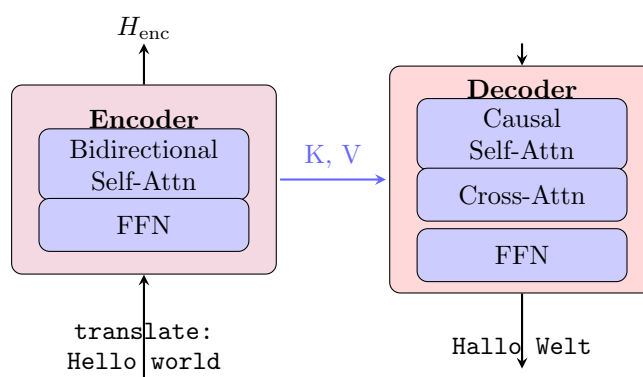 H_enc
Encoder
Bidirectional
Self-Attn
FFN
translate:
Hello world
K, V
Decoder
Causal
Self-Attn
Cross-Attn
FFN
Hallo Welt